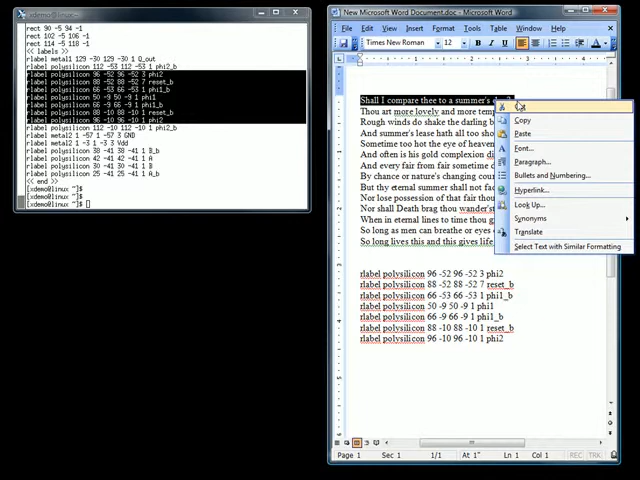 xdemo@linux:~
rect 90 -5 94 -1
rect 102 -5 106 -1
rect 114 -5 118 -1
<< labels >>
rlabel metal1 129 -30 129 -30 1 Q_out
rlabel polysilicon 112 -53 112 -53 1 phi2_b
rlabel polysilicon 96 -52 96 -52 3 phi2
rlabel polysilicon 88 -52 88 -52 7 reset_b
rlabel polysilicon 66 -53 66 -53 1 phi1_b
rlabel polysilicon 50 -9 50 -9 1 phi1
rlabel polysilicon 66 -9 66 -9 1 phi1_b
rlabel polysilicon 88 -10 88 -10 1 reset_b
rlabel polysilicon 96 -10 96 -10 1 phi2
rlabel polysilicon 112 -10 112 -10 1 phi2_b
rlabel metal2 -1 57 -1 57 3 GND
rlabel metal2 -1 3 -1 3 3 Vdd
rlabel polysilicon 38 -41 38 -41 1 B_b
rlabel polysilicon 42 -41 42 -41 1 A
rlabel polysilicon 30 -41 30 -41 1 B
rlabel polysilicon 25 -41 25 -41 1 A_b
<< end >>
[xdemo@linux ~]$
[xdemo@linux ~]$
[xdemo@linux ~]$
New Microsoft Word Document.doc - Microsoft Word
File Edit View Insert Format Tools Table
Times New Roman 12 B A
Shall I compare thee to a summer's
Thou art more lovely and more
Rough winds do shake the darling
And summer's lease hath all too
Sometime too hot the eye of heaven
And often is his gold complexion
And every fair from fair sometime
By chance or nature's changing
But thy eternal summer shall not
Nor lose possession of that fair
Nor shall Death brag thou wander'st
When in eternal lines to time thou
So long as men can breathe or eyes
So long lives this and this gives
rlabel polysilicon 96 -52 96 -52 3 phi2
rlabel polysilicon 88 -52 88 -52 7 reset_b
rlabel polysilicon 66 -53 66 -53 1 phi1_b
rlabel polysilicon 50 -9 50 -9 1 phi1
rlabel polysilicon 66 -9 66 -9 1 phi1_b
rlabel polysilicon 88 -10 88 -10 1 reset_b
rlabel polysilicon 96 -10 96 -10 1 phi2
Copy
Paste
Font...
Paragraph...
Bullets and Numbering...
Hyperlink...
Look Up...
Synonyms
Translate
Select Text with Similar Formatting
Page 1 Sec 1 1/1 At 1" Ln 1 Col 1 REC TRK